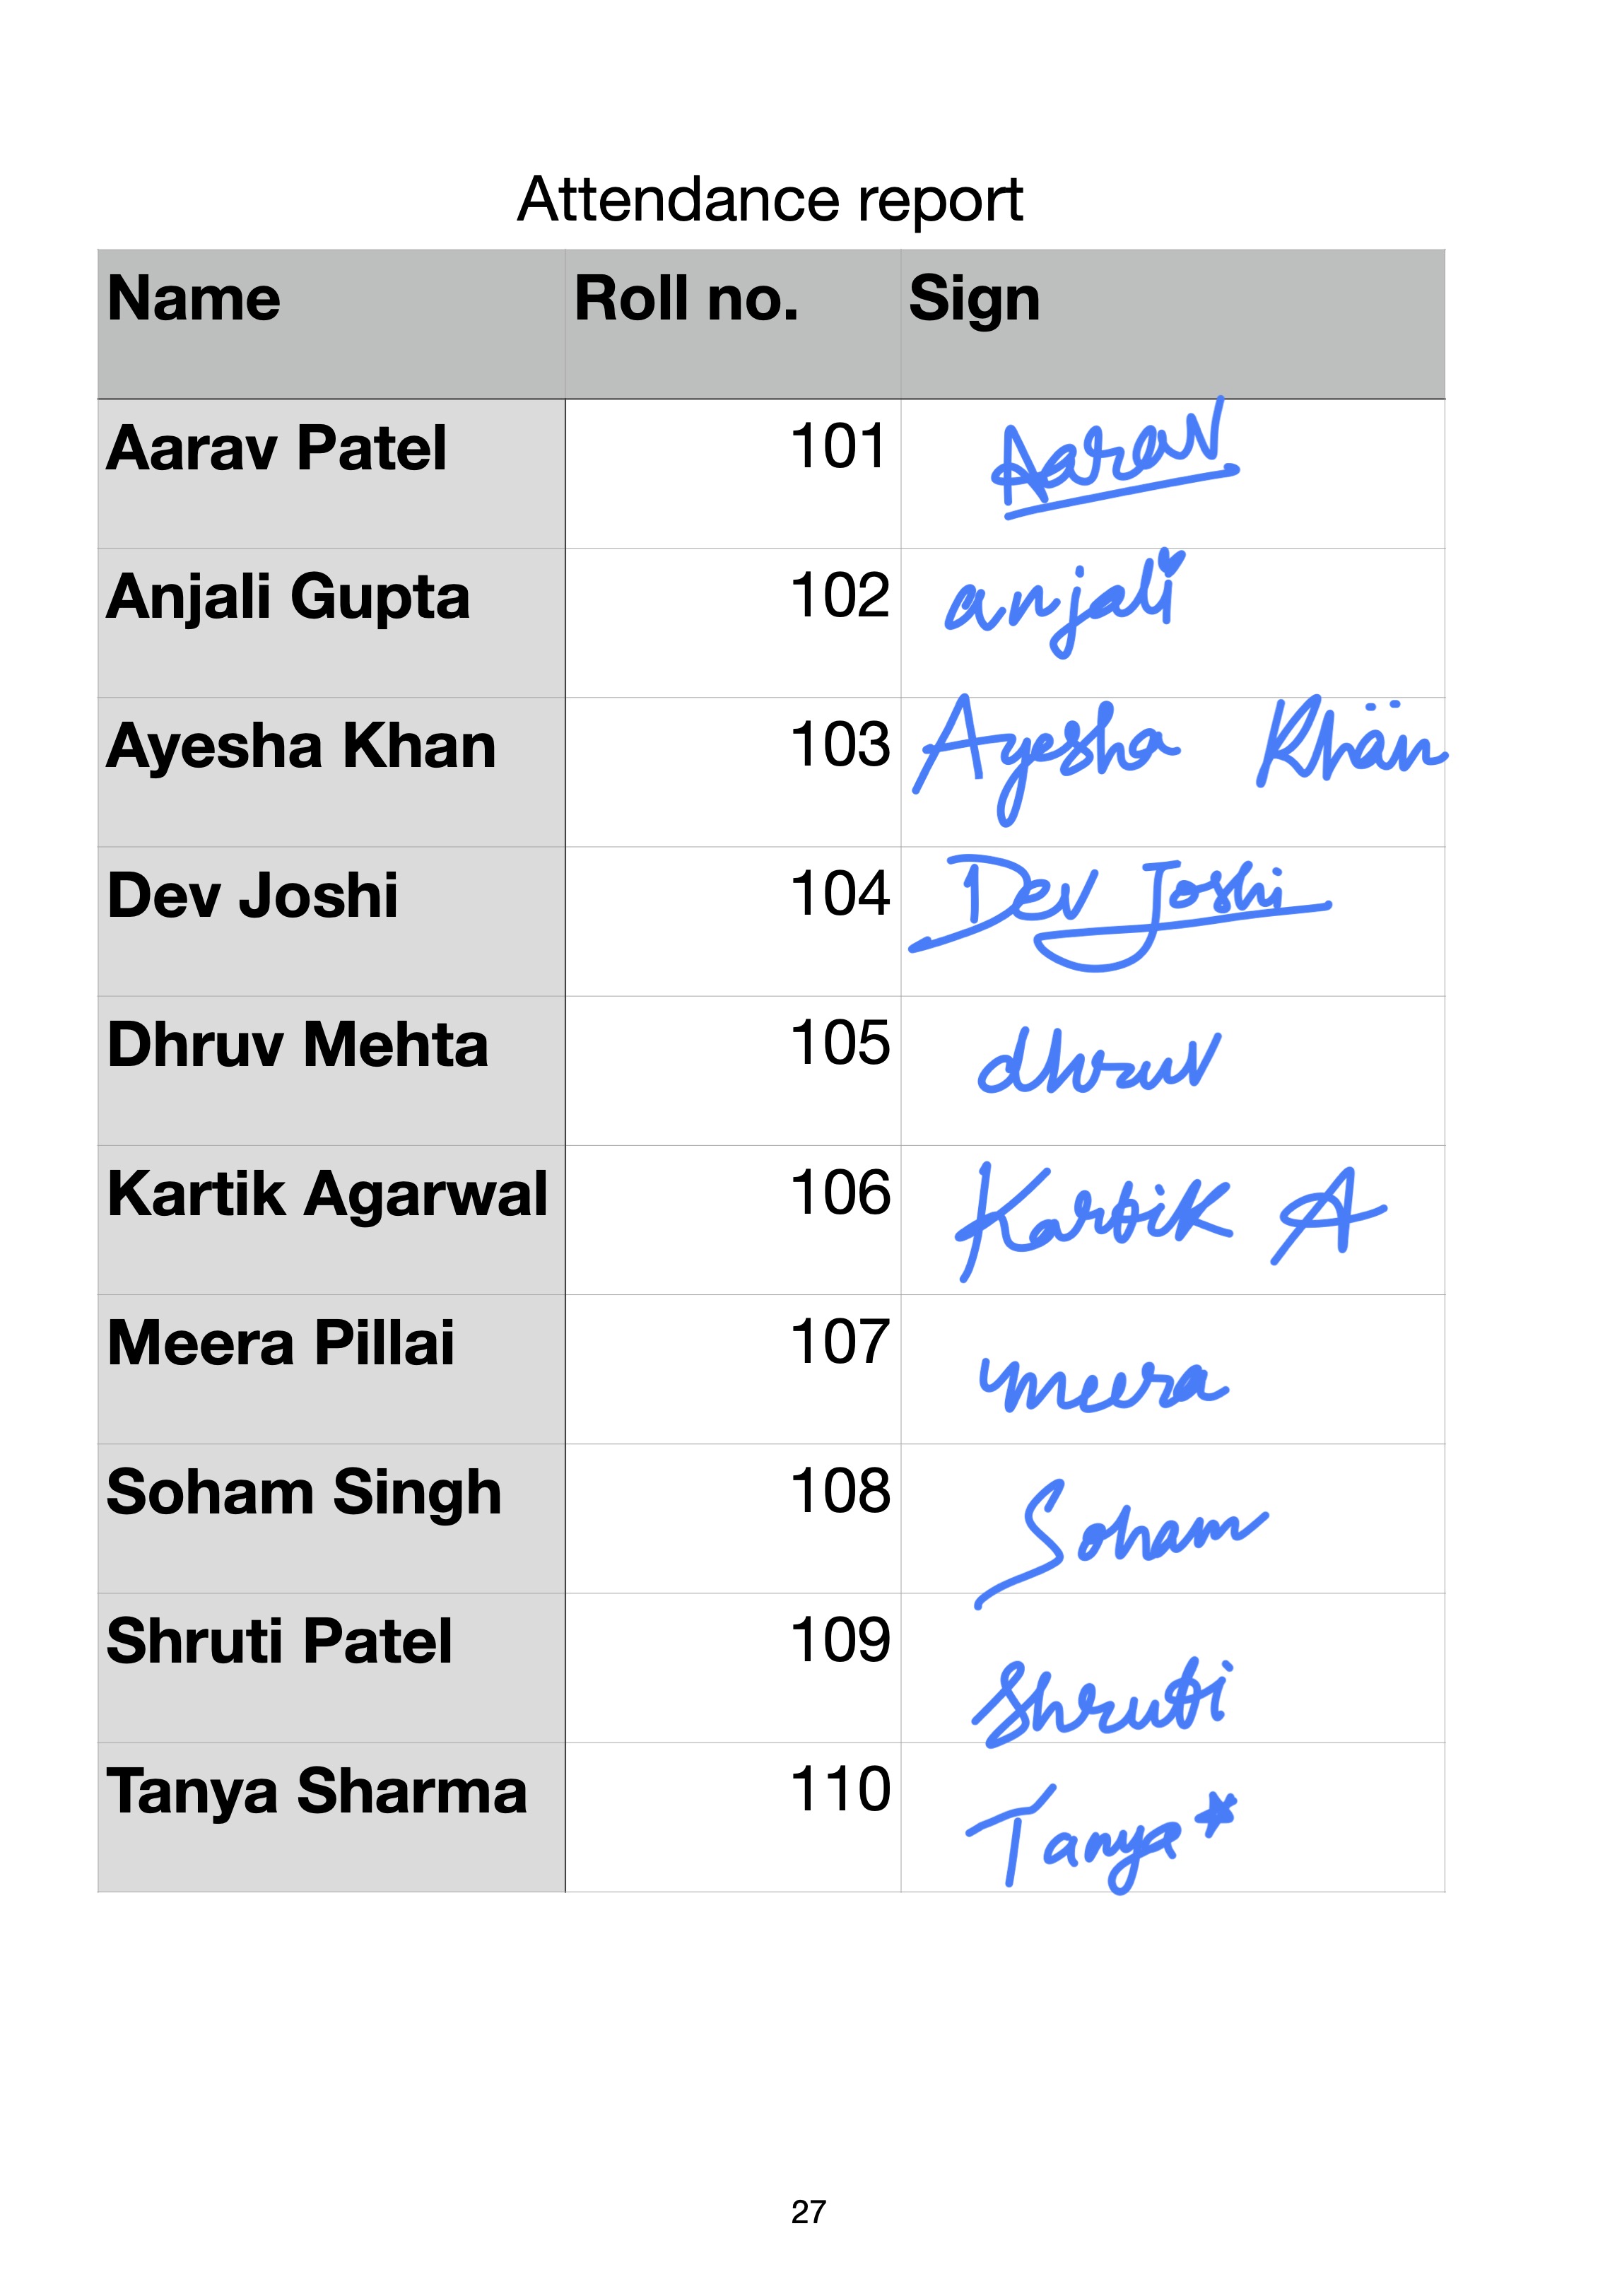 Attendance report
Name Roll no. Sign
Aarav Patel 101 Aarav
Anjali Gupta 102 anjali
Ayesha Khan 103 Ayesha Khan
Dev Joshi 104 Dev Joshi
Dhruv Mehta 105 dhruv
Kartik Agarwal 106 Kartik A
Meera Pillai 107 meera
Soham Singh 108 Soham
Shruti Patel 109 Shruti
Tanya Sharma 110 Tanya*
27